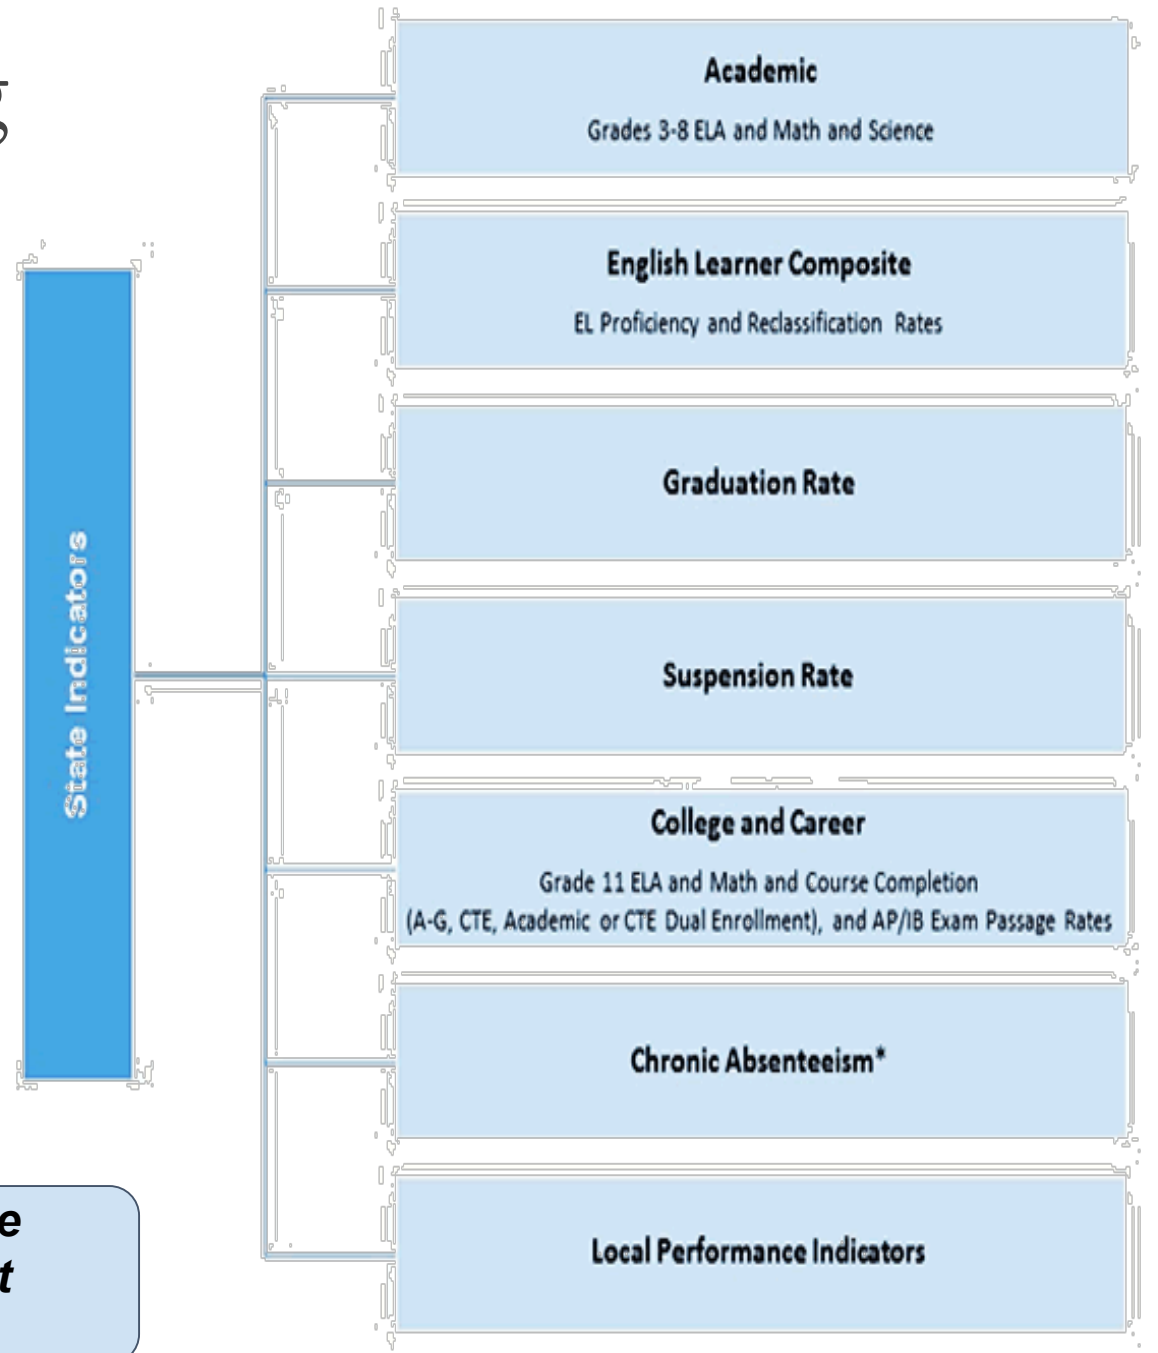 g
State Indicators
Academic
Grades 3-8 ELA and Math and Science
English Learner Composite
EL Proficiency and Reclassification Rates
Graduation Rate
Suspension Rate
College and Career
Grade 11 ELA and Math and Course Completion
(A-G, CTE, Academic or CTE Dual Enrollment), and AP/IB Exam Passage Rates
Chronic Absenteeism*
Local Performance Indicators
e
t